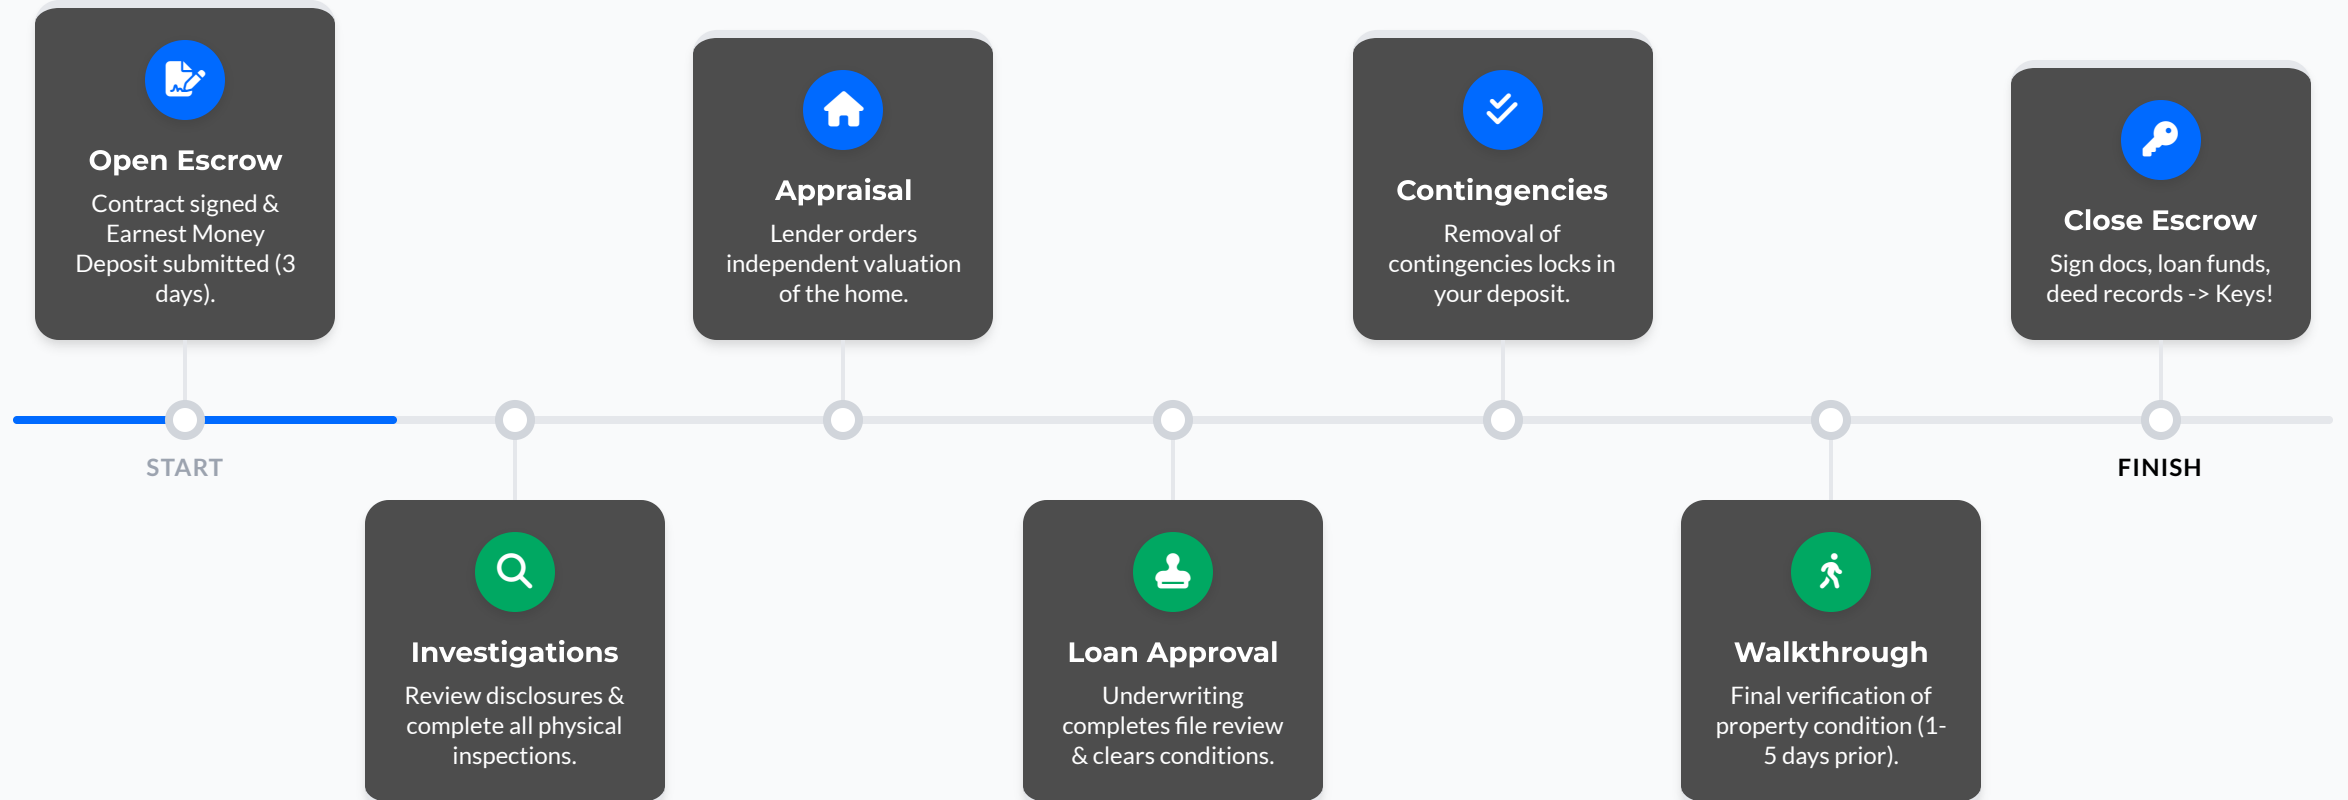 Open Escrow
Contract signed &
Earnest Money
Deposit submitted (3
days).
Appraisal
Lender orders
independent valuation
of the home.
Contingencies
Removal of
contingencies locks in
your deposit.
Close Escrow
Sign docs, loan funds,
deed records -> Keys!
START
FINISH
Investigations
Review disclosures &
complete all physical
inspections.
Loan Approval
Underwriting
completes file review
& clears conditions.
Walkthrough
Final verification of
property condition (1-
5 days prior).